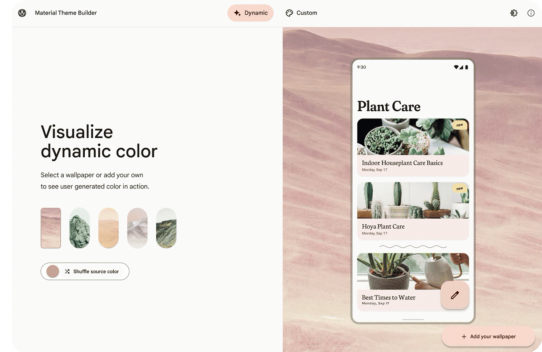 Material Theme Builder
Dynamic
Custom
Visualize
dynamic color
Select a wallpaper or add your own
to see user generated color in action.
Shuffle source color
9:30
Plant Care
Indoor Houseplant Care Basics
Monday, Sep 17
Hoya Plant Care
Monday, Sep 17
Best Times to Water
Monday, Sep 17
+ Add your wallpaper